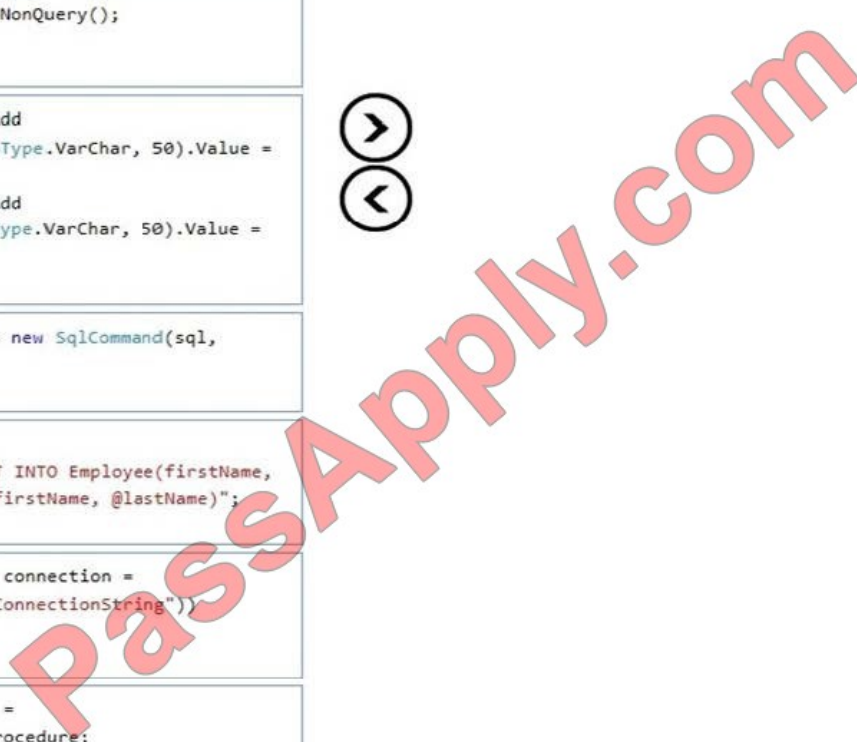 NonQuery();
dd
Type.VarChar, 50).Value =
dd
ype.VarChar, 50).Value =
new SqlCommand(sql,
INTO Employee(firstName,
firstName, @lastName)";
connection =
ConnectionString"))
=
rocedure;
PassApply.com